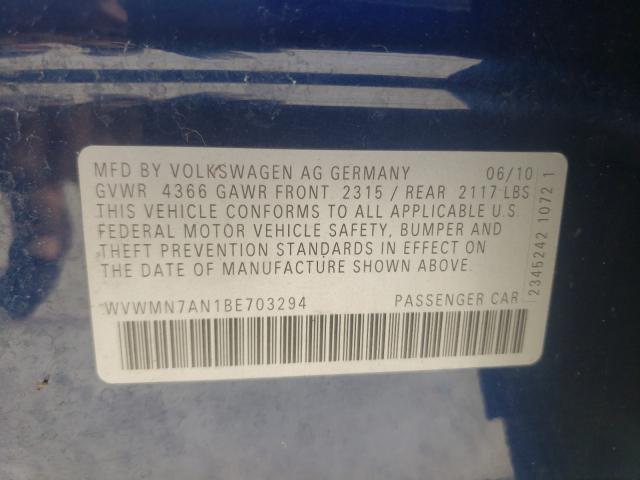 MFD BY VOLKSWAGEN AG GERMANY 06/10
GVWR 4366 GAWR FRONT 2315 / REAR 2117 LBS
THIS VEHICLE CONFORMS TO ALL APPLICABLE U.S.
FEDERAL MOTOR VEHICLE SAFETY, BUMPER AND
THEFT PREVENTION STANDARDS IN EFFECT ON
THE DATE OF MANUFACTURE SHOWN ABOVE.
WVWMN7AN1BE703294 PASSENGER CAR
2345242 1072 1